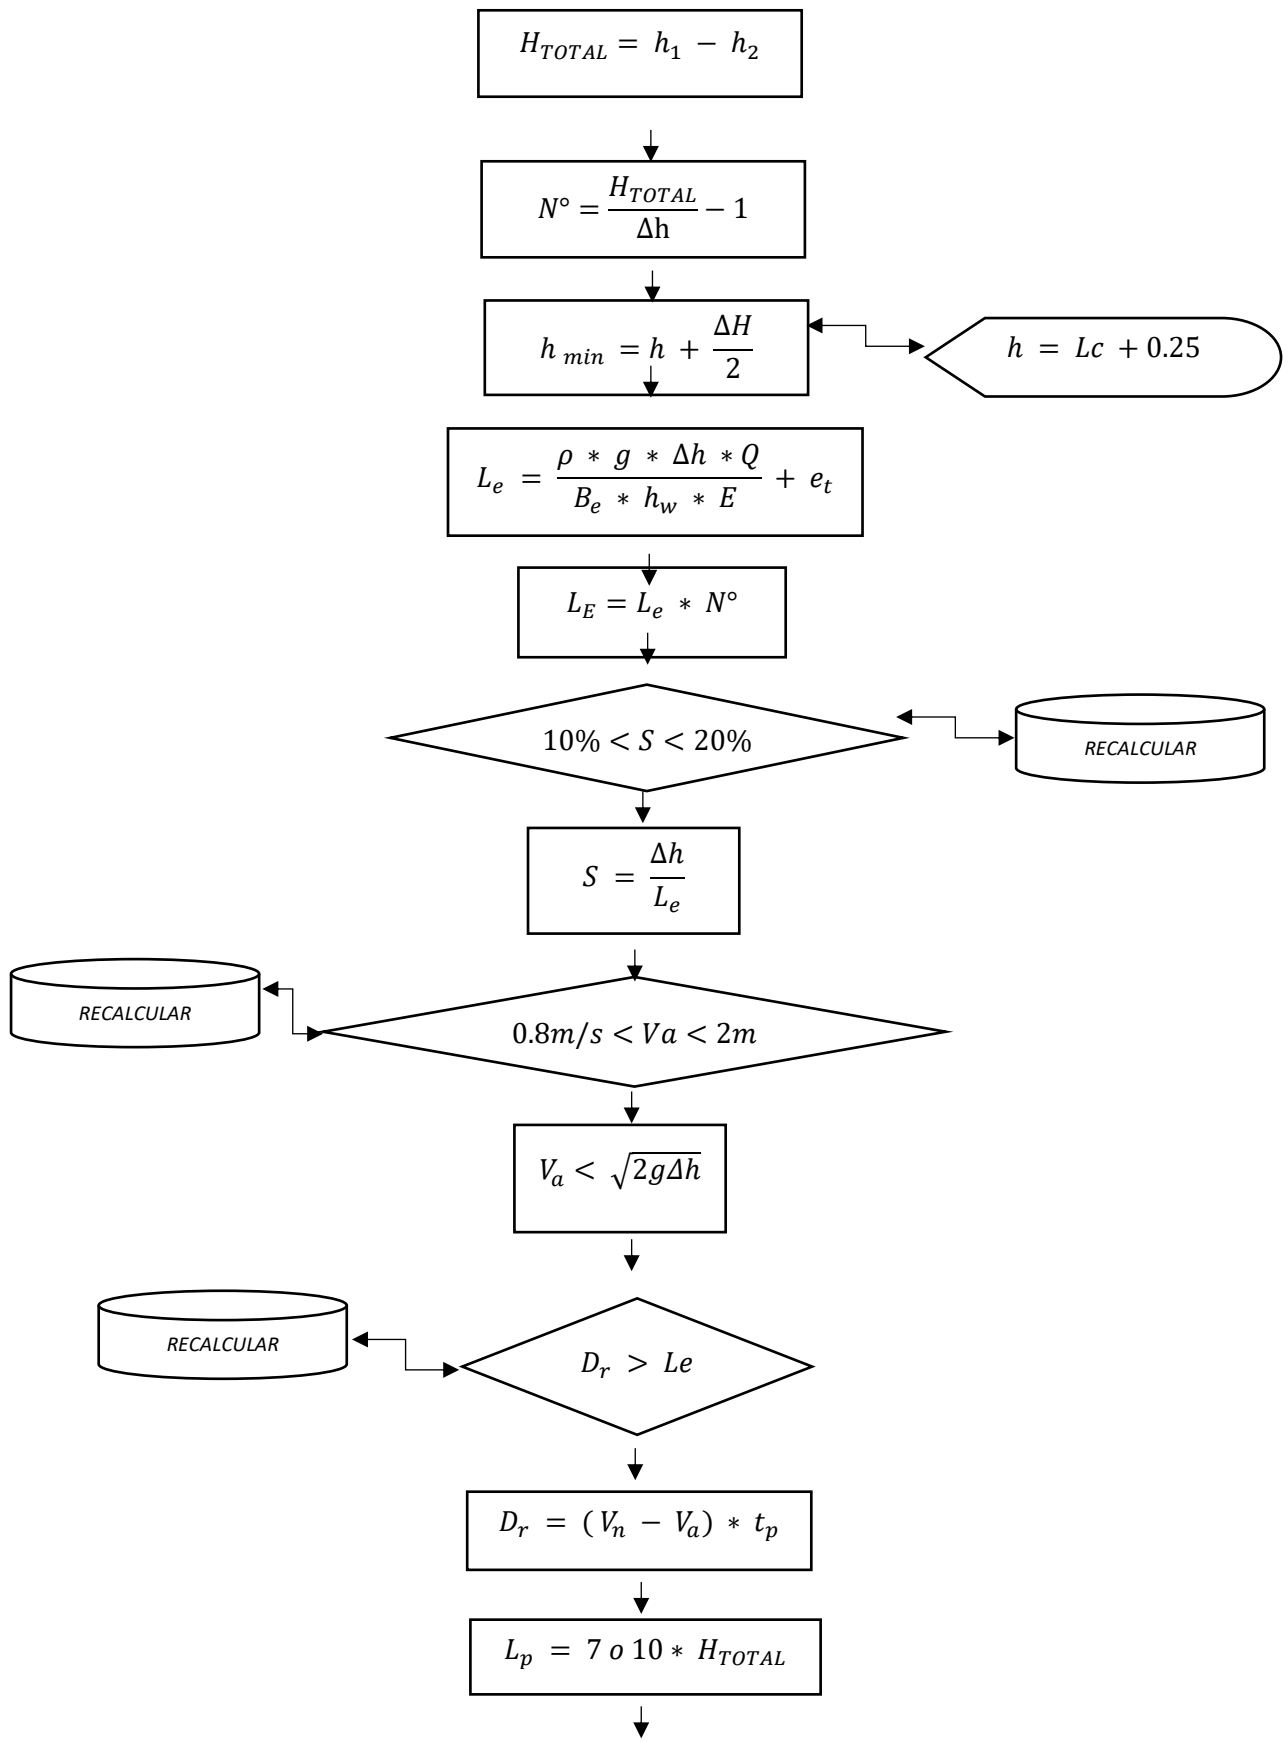 H_TOTAL = h_1 − h_2
N° = H_TOTAL / Δh − 1
h_min = h + ΔH / 2
h = Lc + 0.25
L_e = ρ * g * Δh * Q / B_e * h_w * E + e_t
L_E = L_e * N°
10% < S < 20%
RECALCULAR
S = Δh / L_e
RECALCULAR
0.8m/s < Va < 2m
V_a < √2gΔh
RECALCULAR
D_r > Le
D_r = (V_n − V_a) * t_p
L_p = 7 o 10 * H_TOTAL